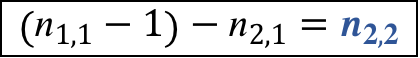 (n₁,₁ − 1) − n₂,₁ = n₂,₂